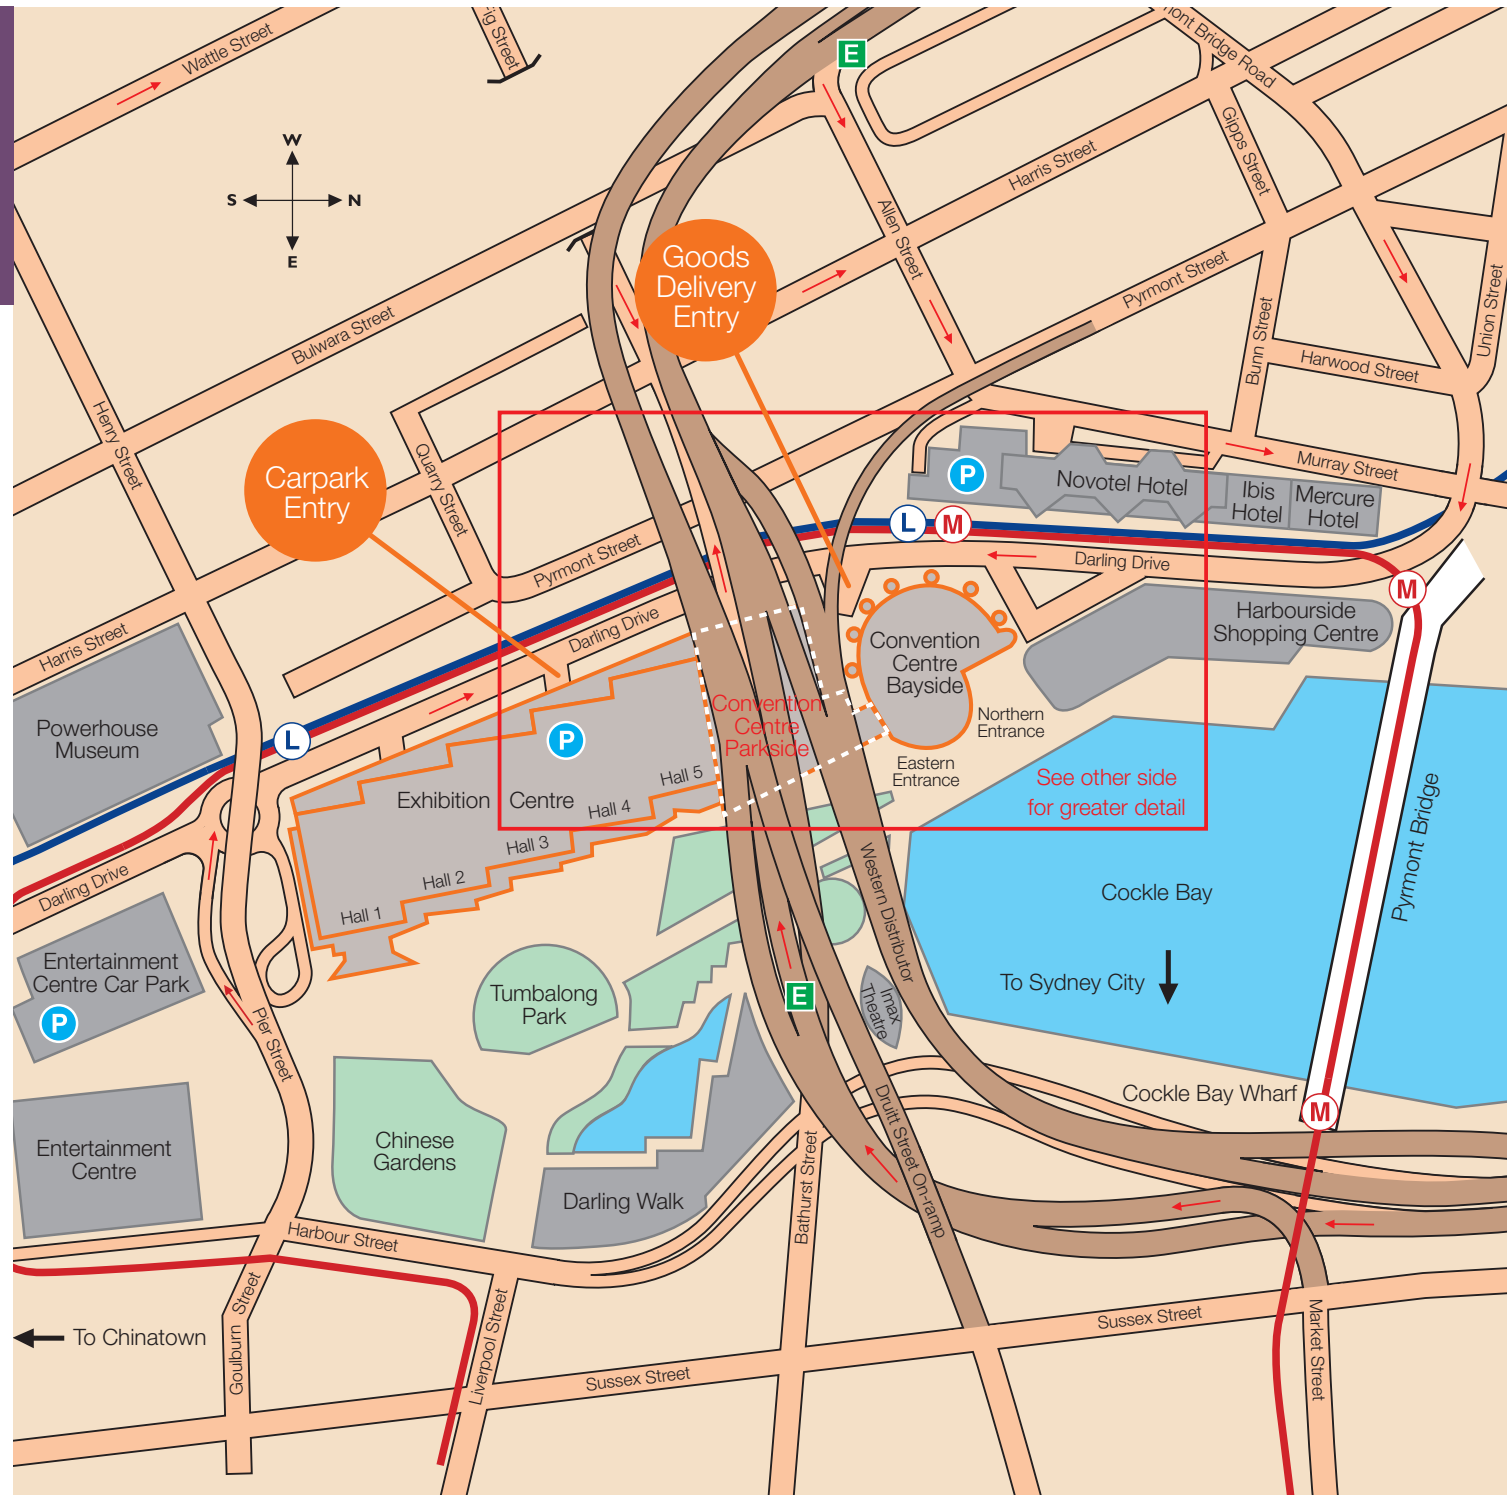 Wattle Street
Fig Street
E
mont Bridge Road
W
S
N
E
Gipps Street
Harris Street
Allen Street
Goods
Delivery
Entry
Pyrmont Street
Union Street
Bulwara Street
Bunn Street
Harwood Street
Henry Street
Quarry Street
Carpark
Entry
P
Novotel Hotel
Ibis
Hotel
Mercure
Hotel
Murray Street
L
M
Pyrmont Street
Darling Drive
M
Harris Street
Darling Drive
Convention
Centre
Bayside
Harbourside
Shopping Centre
Powerhouse
Museum
L
P
Convention
Centre
Parkside
Northern
Entrance
Eastern
Entrance
See other side
for greater detail
Exhibition Centre
Hall 5
Hall 4
Hall 3
Hall 2
Hall 1
Pyrmont Bridge
Darling Drive
Western Distributor
Cockle Bay
Entertainment
Centre Car Park
P
Tumbalong
Park
E
Imax
Theatre
To Sydney City
Pier Street
Cockle Bay Wharf
M
Entertainment
Centre
Chinese
Gardens
Darling Walk
Bathurst Street
Druitt Street On-ramp
Harbour Street
To Chinatown
Goulburn Street
Liverpool Street
Sussex Street
Sussex Street
Market Street